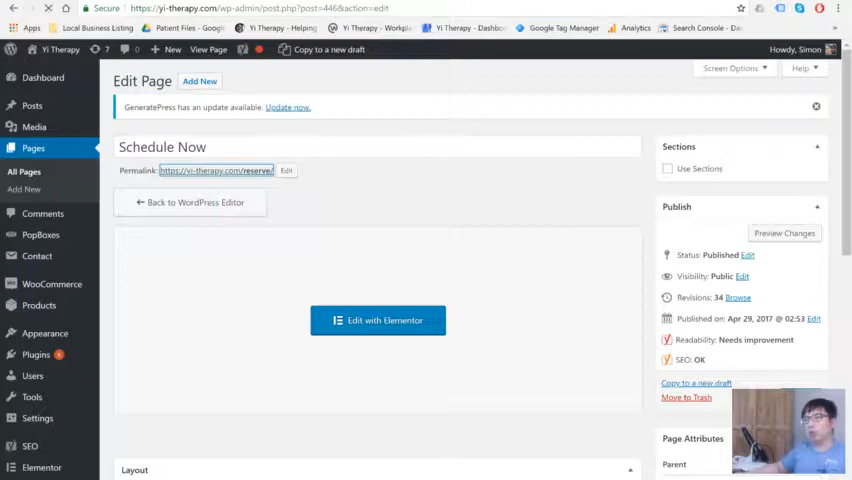 Secure https://yi-therapy.com/wp-admin/post.php?post=446&action=edit
Apps Local Business Listing Patient Files - Google Yi Therapy Yi Therapy - Workpla Yi Therapy - Dashbo Google Tag Manager Analytics Search Console - Da
Yi Therapy 7 0 New View Page Copy to a new draft Howdy, Simon
Dashboard
Posts
Media
Pages
All Pages
Add New
Comments
PopBoxes
Contact
WooCommerce
Products
Appearance
Plugins 6
Users
Tools
Settings
SEO
Elementor
Screen Options Help
Edit Page Add New
GeneratePress has an update available. Update now.
Schedule Now
Permalink: https://yi-therapy.com/reserve/ Edit
← Back to WordPress Editor
Edit with Elementor
Layout
Sections
Use Sections
Publish
Preview Changes
Status: Published Edit
Visibility: Public Edit
Revisions: 34 Browse
Published on: Apr 29, 2017 @ 02:53 Edit
Readability: Needs improvement
SEO: OK
Copy to a new draft
Move to Trash
Page Attributes
Parent